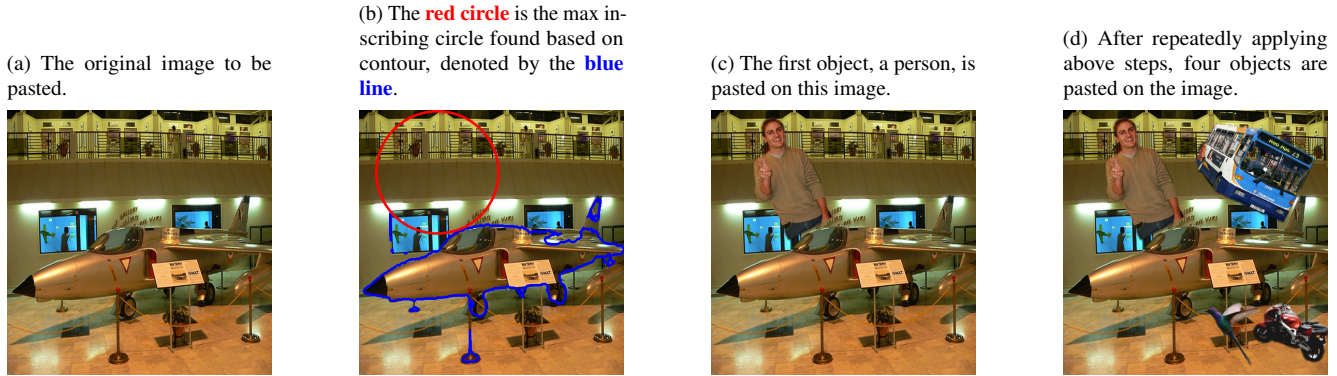 (a) The original image to be
pasted.
(b) The red circle is the max in-
scribing circle found based on
contour, denoted by the blue
line.
(c) The first object, a person, is
pasted on this image.
(d) After repeatedly applying
above steps, four objects are
pasted on the image.